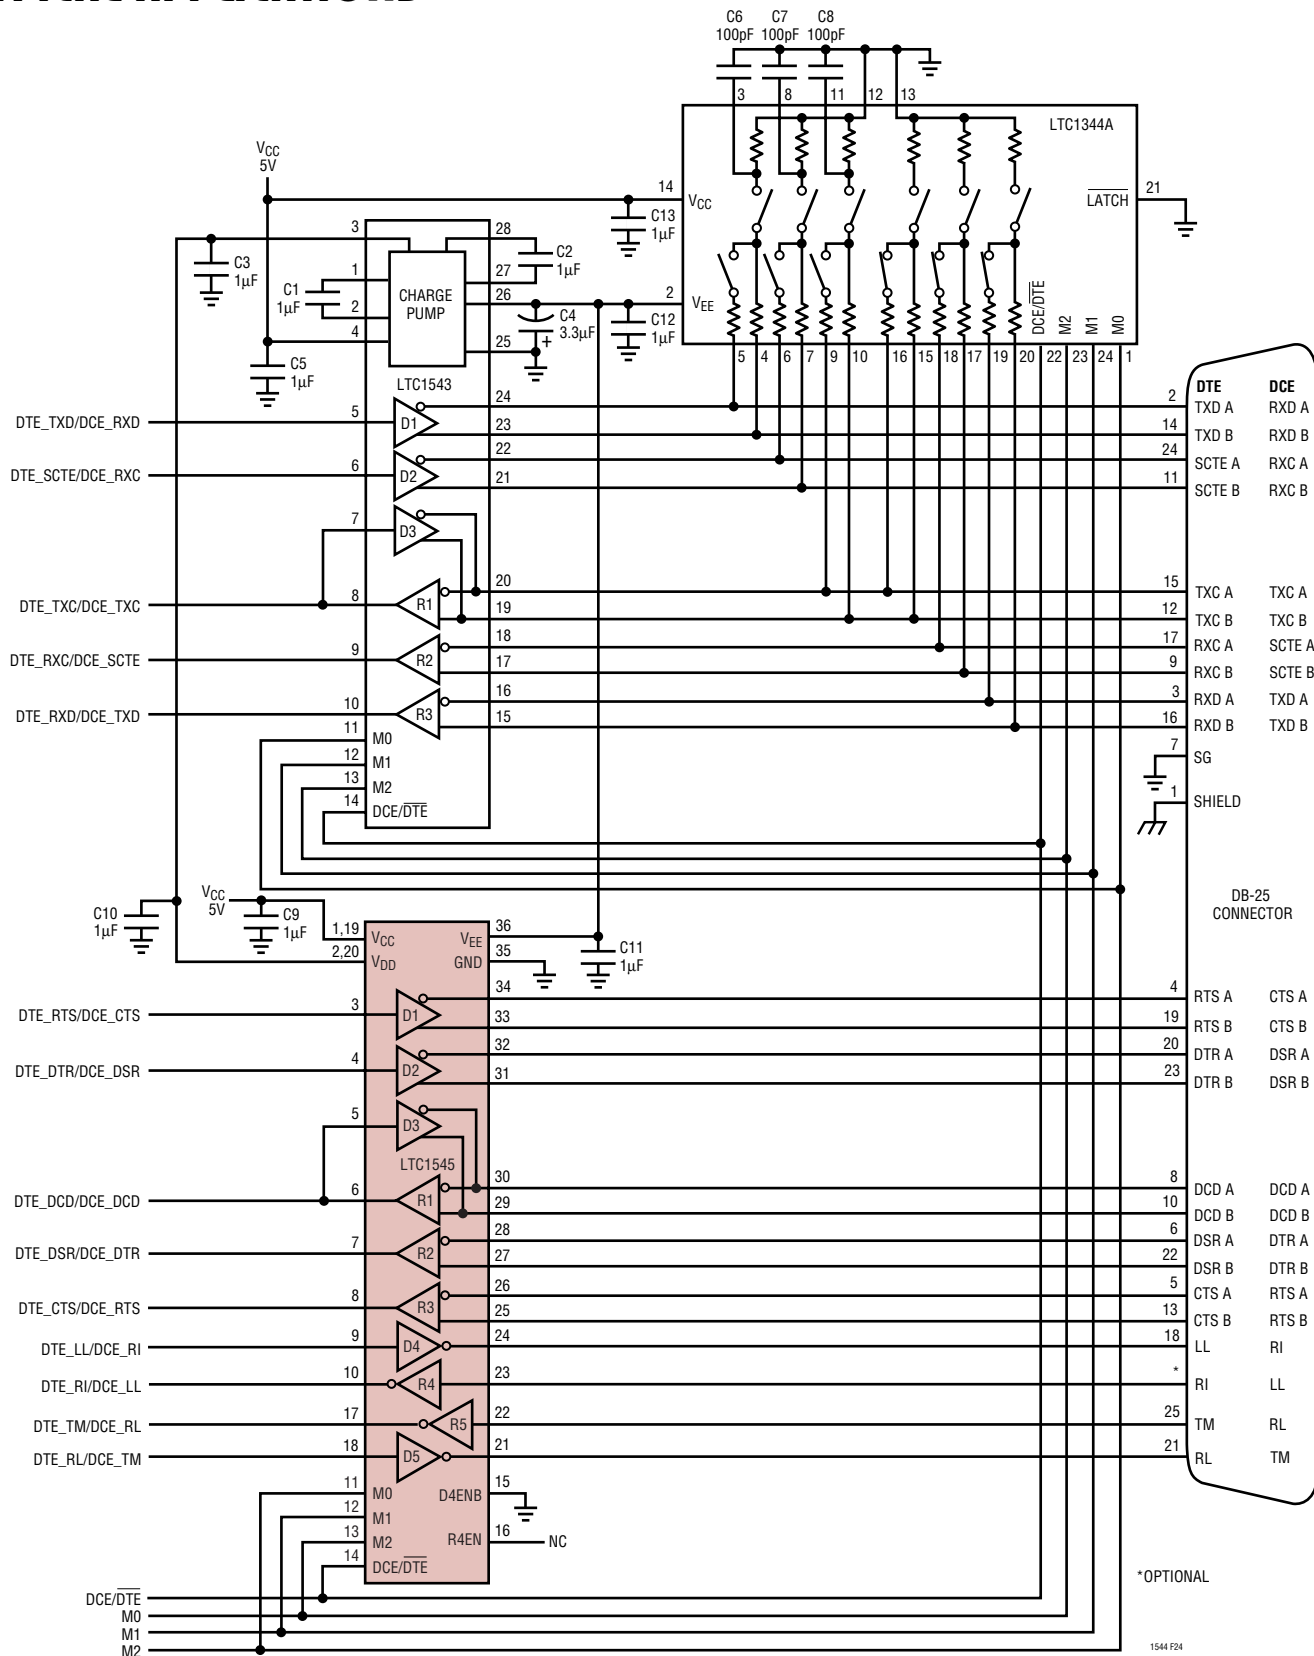 C6 C7 C8
100pF 100pF 100pF
3 8 11 12 13
LTC1344A
VCC
5V
14 VCC
LATCH 21
C13
1µF
3 28
C3
1µF
C2
1µF
1 27
C1
1µF
CHARGE
PUMP
26
2 VEE
2
C4
3.3µF
+
C12
1µF
4 25
DCE/DTE M2 M1 M0
C5
1µF
5 4 6 7 9 10 16 15 18 17 19 20 22 23 24 1
LTC1543
DTE DCE
24 2 TXD A RXD A
DTE_TXD/DCE_RXD 5 D1
23 14 TXD B RXD B
22 24 SCTE A RXC A
DTE_SCTE/DCE_RXC 6 D2
21 11 SCTE B RXC B
7 D3
20 15 TXC A TXC A
DTE_TXC/DCE_TXC 8 R1
19 12 TXC B TXC B
18 17 RXC A SCTE A
DTE_RXC/DCE_SCTE 9 R2
17 9 RXC B SCTE B
16 3 RXD A TXD A
DTE_RXD/DCE_TXD 10 R3
15 16 RXD B TXD B
11 M0
12 M1
7 SG
13 M2
14 DCE/DTE
1 SHIELD
DB-25
CONNECTOR
VCC
5V
C10
1µF
C9
1µF
1,19 VCC VEE 36
2,20 VDD GND 35
C11
1µF
34 4 RTS A CTS A
DTE_RTS/DCE_CTS 3 D1
33 19 RTS B CTS B
32 20 DTR A DSR A
DTE_DTR/DCE_DSR 4 D2
31 23 DTR B DSR B
5 D3
LTC1545
30 8 DCD A DCD A
DTE_DCD/DCE_DCD 6 R1
29 10 DCD B DCD B
28 6 DSR A DTR A
DTE_DSR/DCE_DTR 7 R2
27 22 DSR B DTR B
26 5 CTS A RTS A
DTE_CTS/DCE_RTS 8 R3
25 13 CTS B RTS B
DTE_LL/DCE_RI 9 D4 24 18 LL RI
DTE_RI/DCE_LL 10 R4 23 * RI LL
DTE_TM/DCE_RL 17 R5 22 25 TM RL
DTE_RL/DCE_TM 18 D5 21 21 RL TM
11 M0 D4ENB 15
12 M1
13 M2 R4EN 16 NC
14 DCE/DTE
*OPTIONAL
DCE/DTE
M0
M1
M2
1544 F24